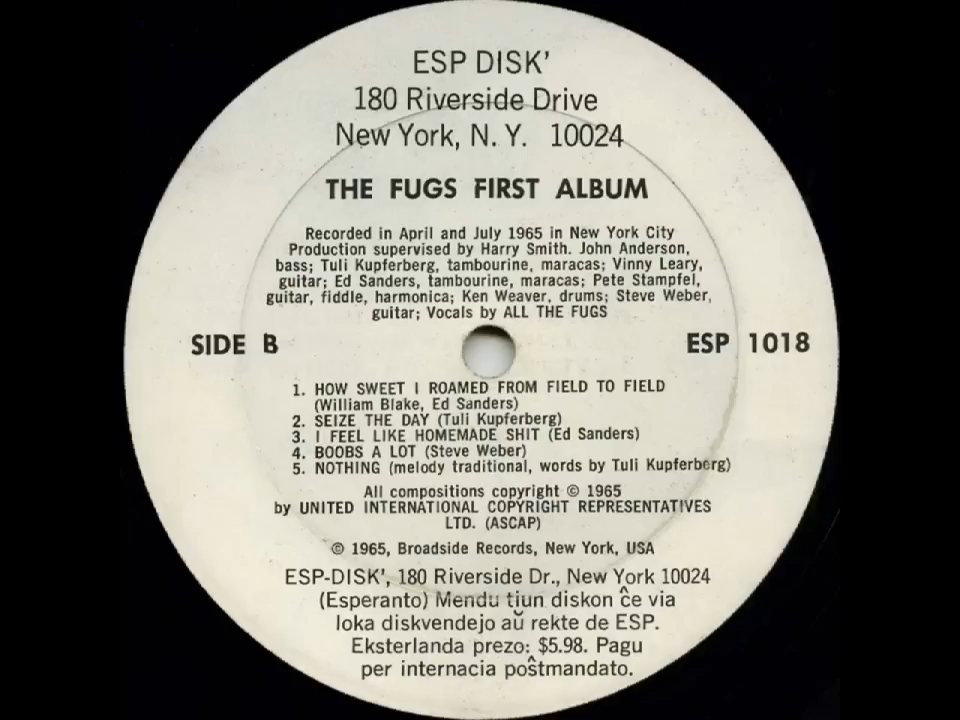 ESP DISK'
180 Riverside Drive
New York, N. Y. 10024
THE FUGS FIRST ALBUM
Recorded in April and July 1965 in New York City
Production supervised by Harry Smith. John Anderson,
bass; Tuli Kupferberg, tambourine, maracas; Vinny Leary,
guitar; Ed Sanders, tambourine, maracas; Pete Stampfel,
guitar, fiddle, harmonica; Ken Weaver, drums; Steve Weber,
guitar; Vocals by ALL THE FUGS
SIDE B ESP 1018
1. HOW SWEET I ROAMED FROM FIELD TO FIELD
(William Blake, Ed Sanders)
2. SEIZE THE DAY (Tuli Kupferberg)
3. I FEEL LIKE HOMEMADE SHIT (Ed Sanders)
4. BOOBS A LOT (Steve Weber)
5. NOTHING (melody traditional, words by Tuli Kupferberg)
All compositions copyright © 1965
by UNITED INTERNATIONAL COPYRIGHT REPRESENTATIVES
LTD. (ASCAP)
© 1965, Broadside Records, New York, USA
ESP-DISK', 180 Riverside Dr., New York 10024
(Esperanto) Mendu tiun diskon ĉe via
loka diskvendejo aŭ rekte de ESP.
Eksterlanda prezo: $5.98. Pagu
per internacia poŝtmandato.